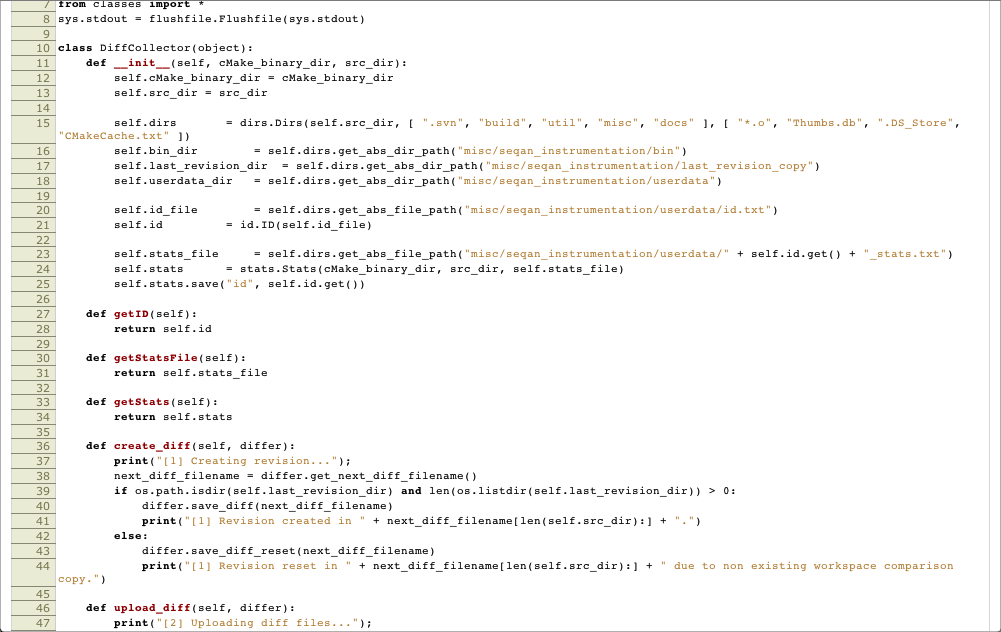 7 from classes import *
8 sys.stdout = flushfile.Flushfile(sys.stdout)
9
10 class DiffCollector(object):
11     def __init__(self, cMake_binary_dir, src_dir):
12         self.cMake_binary_dir = cMake_binary_dir
13         self.src_dir = src_dir
14
15         self.dirs       = dirs.Dirs(self.src_dir, [ ".svn", "build", "util", "misc", "docs" ], [ "*.o", "Thumbs.db", ".DS_Store",
"CMakeCache.txt" ])
16         self.bin_dir        = self.dirs.get_abs_dir_path("misc/seqan_instrumentation/bin")
17         self.last_revision_dir  = self.dirs.get_abs_dir_path("misc/seqan_instrumentation/last_revision_copy")
18         self.userdata_dir   = self.dirs.get_abs_dir_path("misc/seqan_instrumentation/userdata")
19
20         self.id_file        = self.dirs.get_abs_file_path("misc/seqan_instrumentation/userdata/id.txt")
21         self.id         = id.ID(self.id_file)
22
23         self.stats_file     = self.dirs.get_abs_file_path("misc/seqan_instrumentation/userdata/" + self.id.get() + "_stats.txt")
24         self.stats      = stats.Stats(cMake_binary_dir, src_dir, self.stats_file)
25         self.stats.save("id", self.id.get())
26
27     def getID(self):
28         return self.id
29
30     def getStatsFile(self):
31         return self.stats_file
32
33     def getStats(self):
34         return self.stats
35
36     def create_diff(self, differ):
37         print("[1] Creating revision...");
38         next_diff_filename = differ.get_next_diff_filename()
39         if os.path.isdir(self.last_revision_dir) and len(os.listdir(self.last_revision_dir)) > 0:
40             differ.save_diff(next_diff_filename)
41             print("[1] Revision created in " + next_diff_filename[len(self.src_dir):] + ".")
42         else:
43             differ.save_diff_reset(next_diff_filename)
44             print("[1] Revision reset in " + next_diff_filename[len(self.src_dir):] + " due to non existing workspace comparison
copy.")
45
46     def upload_diff(self, differ):
47         print("[2] Uploading diff files...");